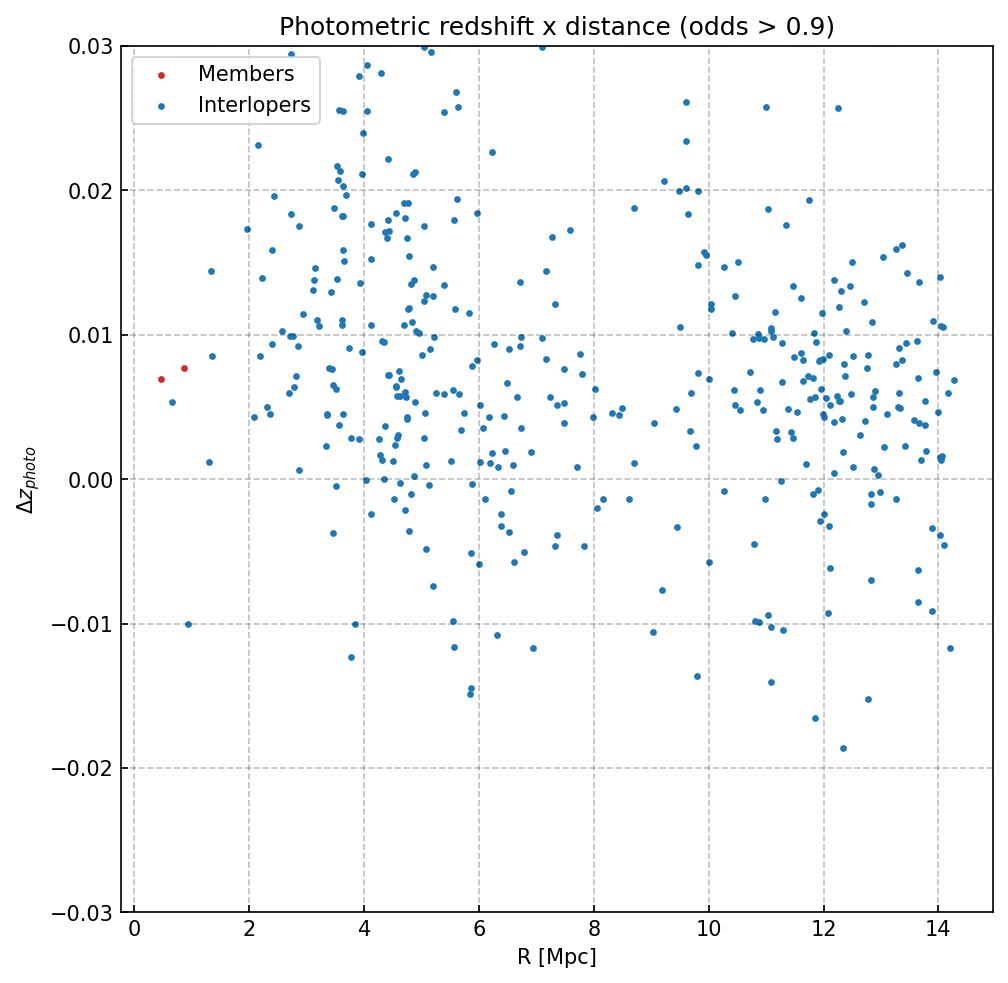 Photometric redshift x distance (odds > 0.9)
Members
Interlopers
0.03
0.02
0.01
0.00
−0.01
−0.02
−0.03
Δz_photo
0 2 4 6 8 10 12 14
R [Mpc]